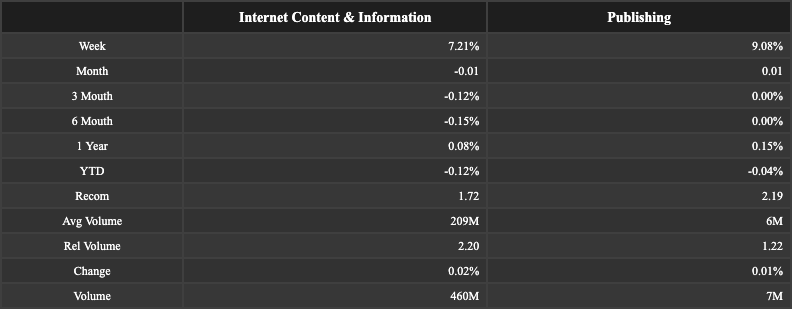 Internet Content & Information Publishing
Week 7.21% 9.08%
Month -0.01 0.01
3 Mouth -0.12% 0.00%
6 Mouth -0.15% 0.00%
1 Year 0.08% 0.15%
YTD -0.12% -0.04%
Recom 1.72 2.19
Avg Volume 209M 6M
Rel Volume 2.20 1.22
Change 0.02% 0.01%
Volume 460M 7M